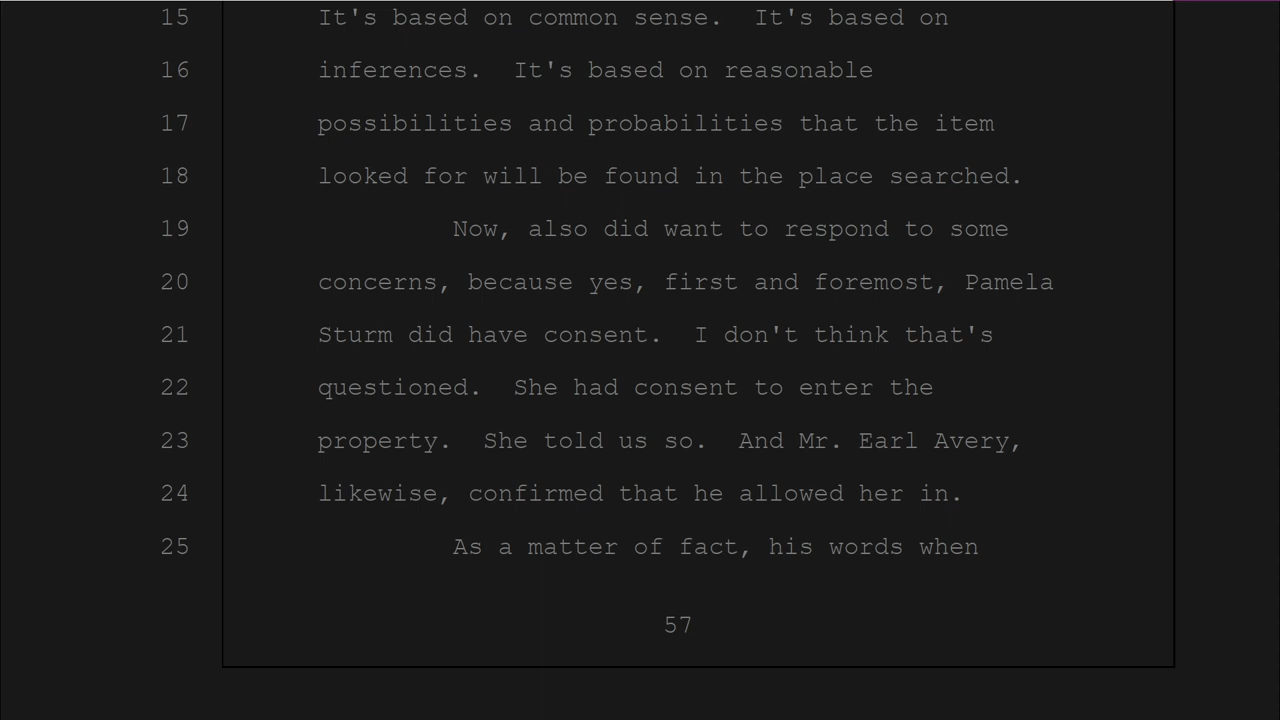 15 It's based on common sense.  It's based on
16 inferences.  It's based on reasonable
17 possibilities and probabilities that the item
18 looked for will be found in the place searched.
19 Now, also did want to respond to some
20 concerns, because yes, first and foremost, Pamela
21 Sturm did have consent.  I don't think that's
22 questioned.  She had consent to enter the
23 property.  She told us so.  And Mr. Earl Avery,
24 likewise, confirmed that he allowed her in.
25 As a matter of fact, his words when
57